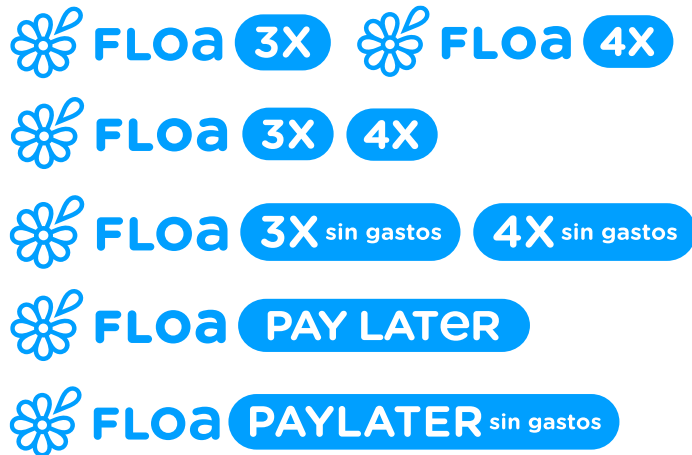 FLOa 3X FLOa 4X
FLOa 3X 4X
FLOa 3X sin gastos 4X sin gastos
FLOa PAY LATeR
FLOa PAYLATER sin gastos